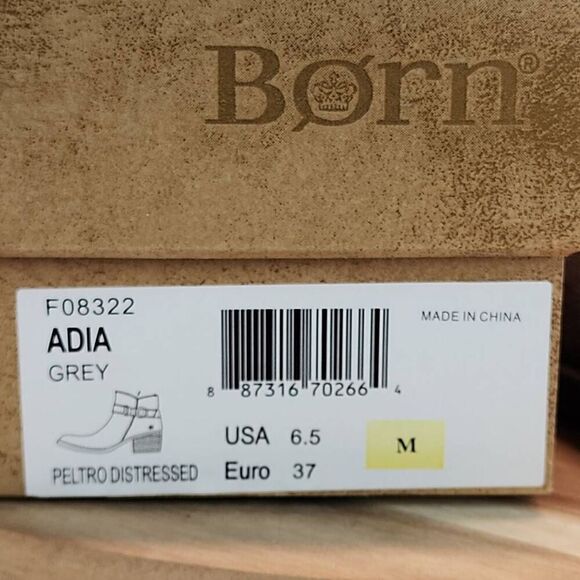 Børn®
F08322
ADIA
GREY
MADE IN CHINA
8 87316 70266 4
USA 6.5
M
PELTRO DISTRESSED
Euro 37